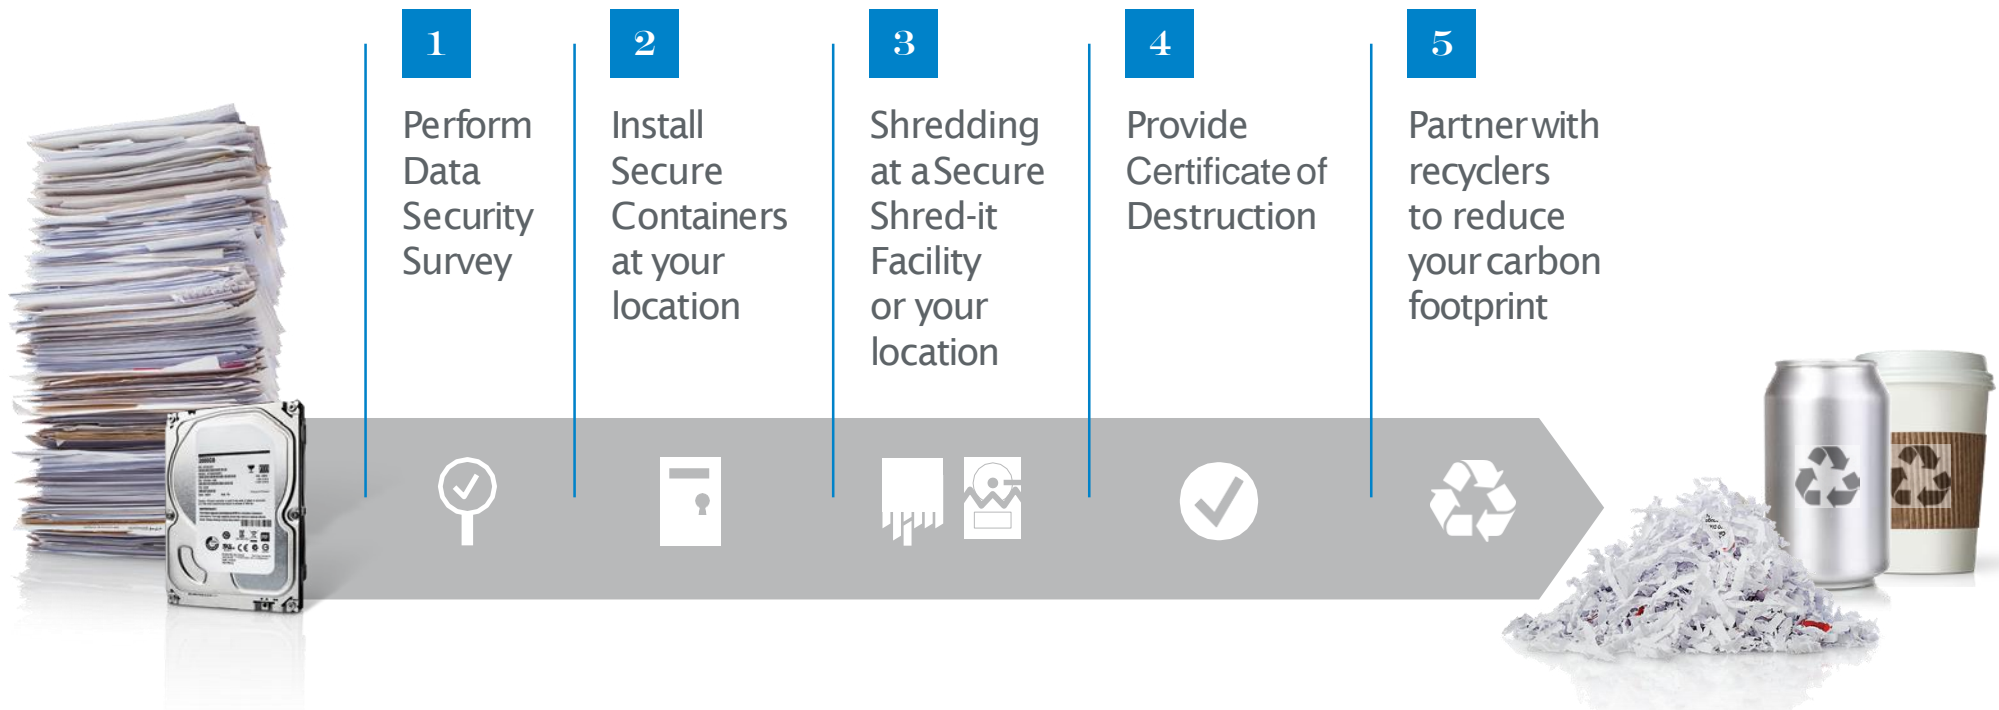 1
Perform
Data
Security
Survey
2
Install
Secure
Containers
at your
location
3
Shredding
at a Secure
Shred-it
Facility
or your
location
4
Provide
Certificate of
Destruction
5
Partner with
recyclers
to reduce
your carbon
footprint